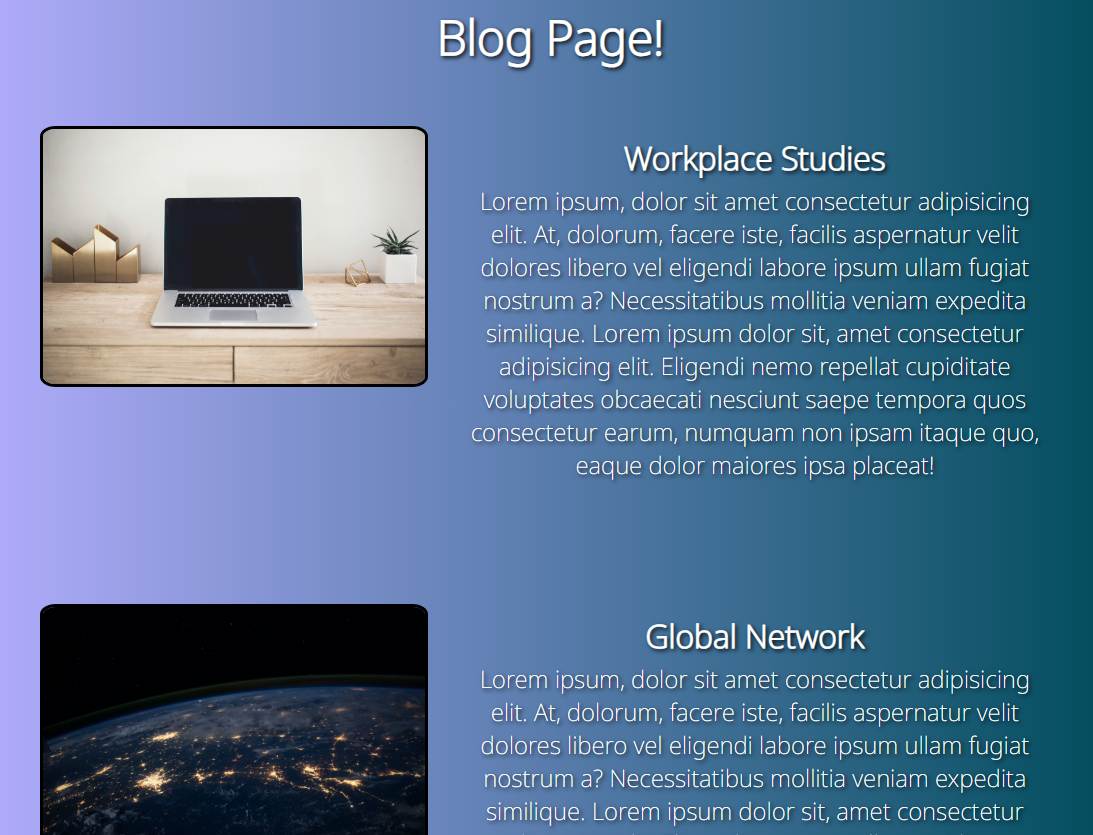 Blog Page!
Workplace Studies
Lorem ipsum, dolor sit amet consectetur adipisicing
elit. At, dolorum, facere iste, facilis aspernatur velit
dolores libero vel eligendi labore ipsum ullam fugiat
nostrum a? Necessitatibus mollitia veniam expedita
similique. Lorem ipsum dolor sit, amet consectetur
adipisicing elit. Eligendi nemo repellat cupiditate
voluptates obcaecati nesciunt saepe tempora quos
consectetur earum, numquam non ipsam itaque quo,
eaque dolor maiores ipsa placeat!
Global Network
Lorem ipsum, dolor sit amet consectetur adipisicing
elit. At, dolorum, facere iste, facilis aspernatur velit
dolores libero vel eligendi labore ipsum ullam fugiat
nostrum a? Necessitatibus mollitia veniam expedita
similique. Lorem ipsum dolor sit, amet consectetur